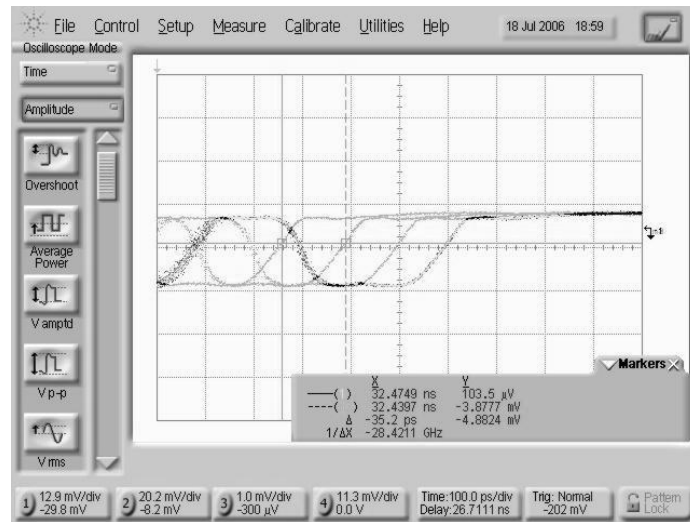 File Control Setup Measure Calibrate Utilities Help 18 Jul 2006 18:59
Oscilloscope Mode
Time
Amplitude
Overshoot
Average
Power
V amptd
V p-p
V rms
Markers
X Y
32.4749 ns 103.5 µV
32.4397 ns -3.8777 mV
Δ -35.2 ps -4.8824 mV
1/ΔX -28.4211 GHz
1) 12.9 mV/div
-29.8 mV
2) 20.2 mV/div
-8.2 mV
3) 1.0 mV/div
-300 µV
4) 11.3 mV/div
0.0 V
Time:100.0 ps/div
Delay:26.7111 ns
Trig: Normal
-202 mV
Pattern
Lock